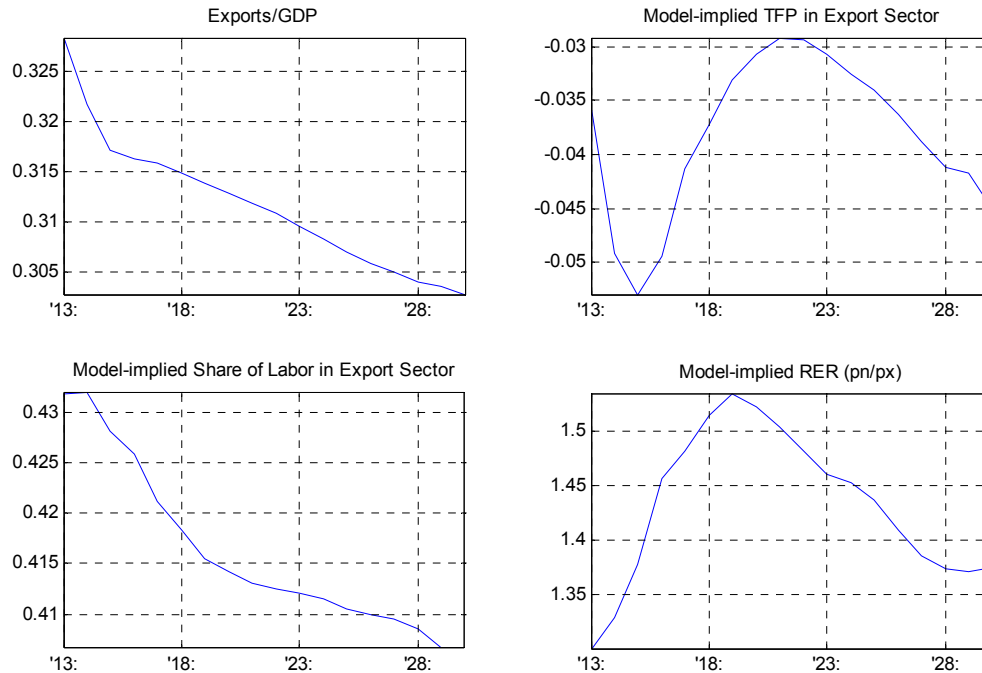 Exports/GDP
0.325
0.32
0.315
0.31
0.305
'13: '18: '23: '28:
Model-implied TFP in Export Sector
-0.03
-0.035
-0.04
-0.045
-0.05
'13: '18: '23: '28:
Model-implied Share of Labor in Export Sector
0.43
0.425
0.42
0.415
0.41
'13: '18: '23: '28:
Model-implied RER (pn/px)
1.5
1.45
1.4
1.35
'13: '18: '23: '28: